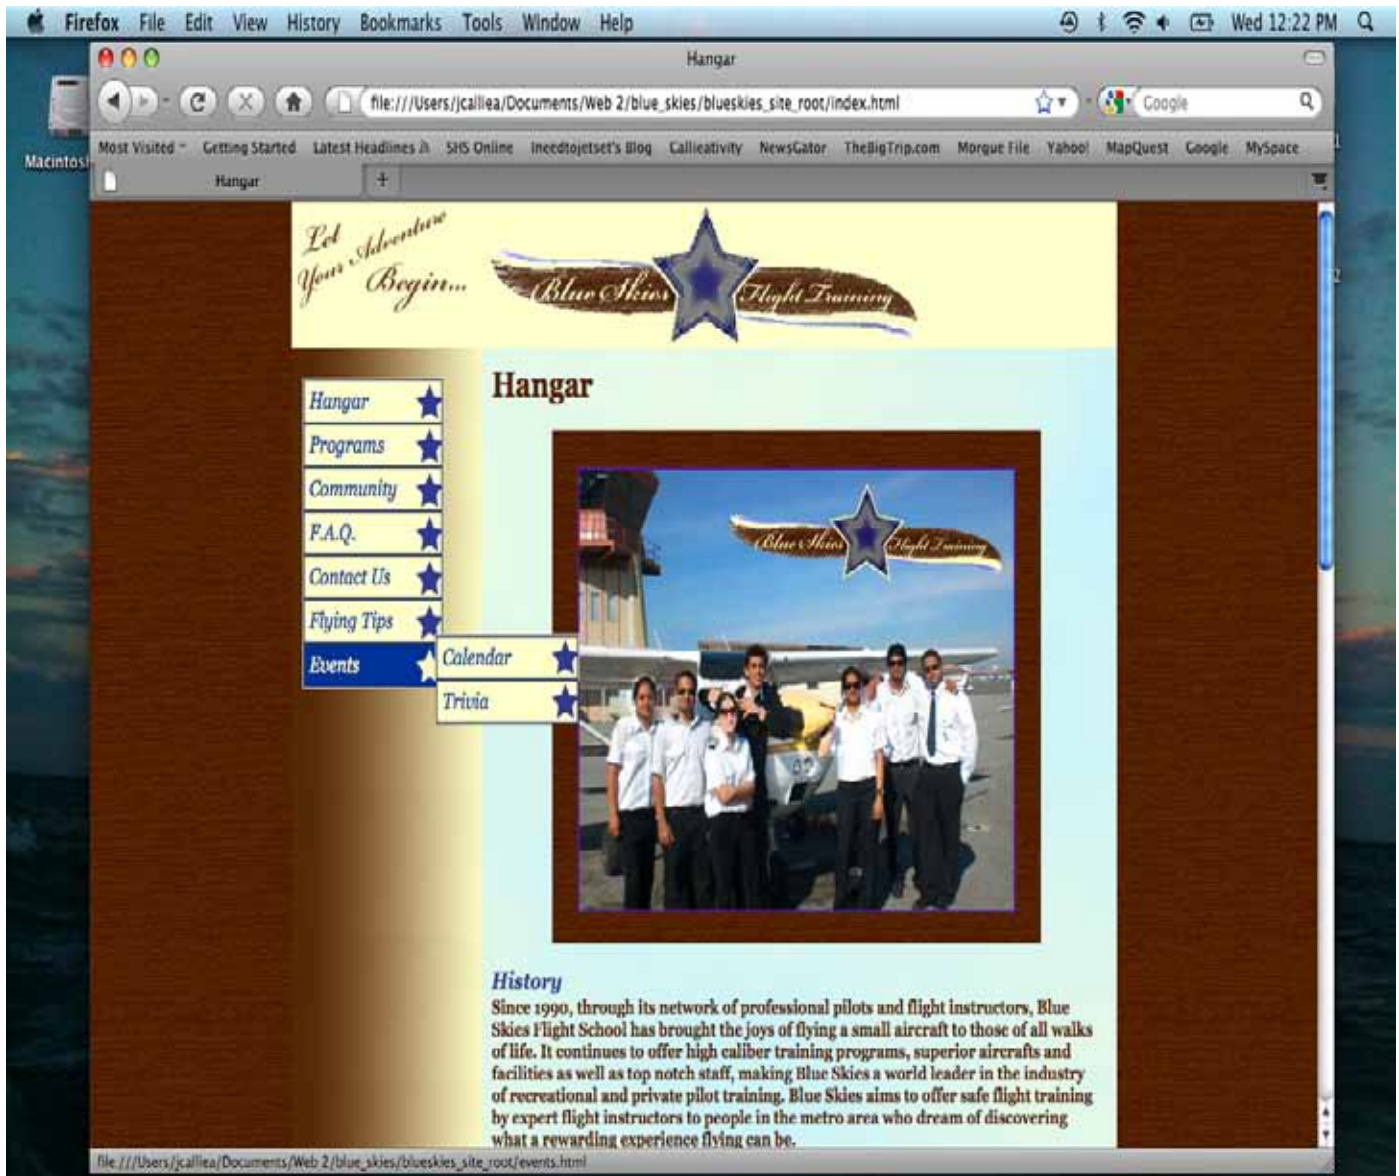 Firefox File Edit View History Bookmarks Tools Window Help
Wed 12:22 PM
Hangar
file:///Users/jcalliea/Documents/Web 2/blue_skies/blueskies_site_root/index.html
Google
Most Visited Getting Started Latest Headlines SHS Online Ineedtojetset's Blog Callieativity NewsGator TheBigTrip.com Morgue File Yahoo! MapQuest Google MySpace
Macintosh
Hangar
Let
Your Adventure
Begin...
Blue Skies Flight Training
Hangar
Hangar
Programs
Community
F.A.Q.
Contact Us
Flying Tips
Events
Calendar
Trivia
Blue Skies Flight Training
History
Since 1990, through its network of professional pilots and flight instructors, Blue
Skies Flight School has brought the joys of flying a small aircraft to those of all walks
of life. It continues to offer high caliber training programs, superior aircrafts and
facilities as well as top notch staff, making Blue Skies a world leader in the industry
of recreational and private pilot training. Blue Skies aims to offer safe flight training
by expert flight instructors to people in the metro area who dream of discovering
what a rewarding experience flying can be.
file:///Users/jcalliea/Documents/Web 2/blue_skies/blueskies_site_root/events.html